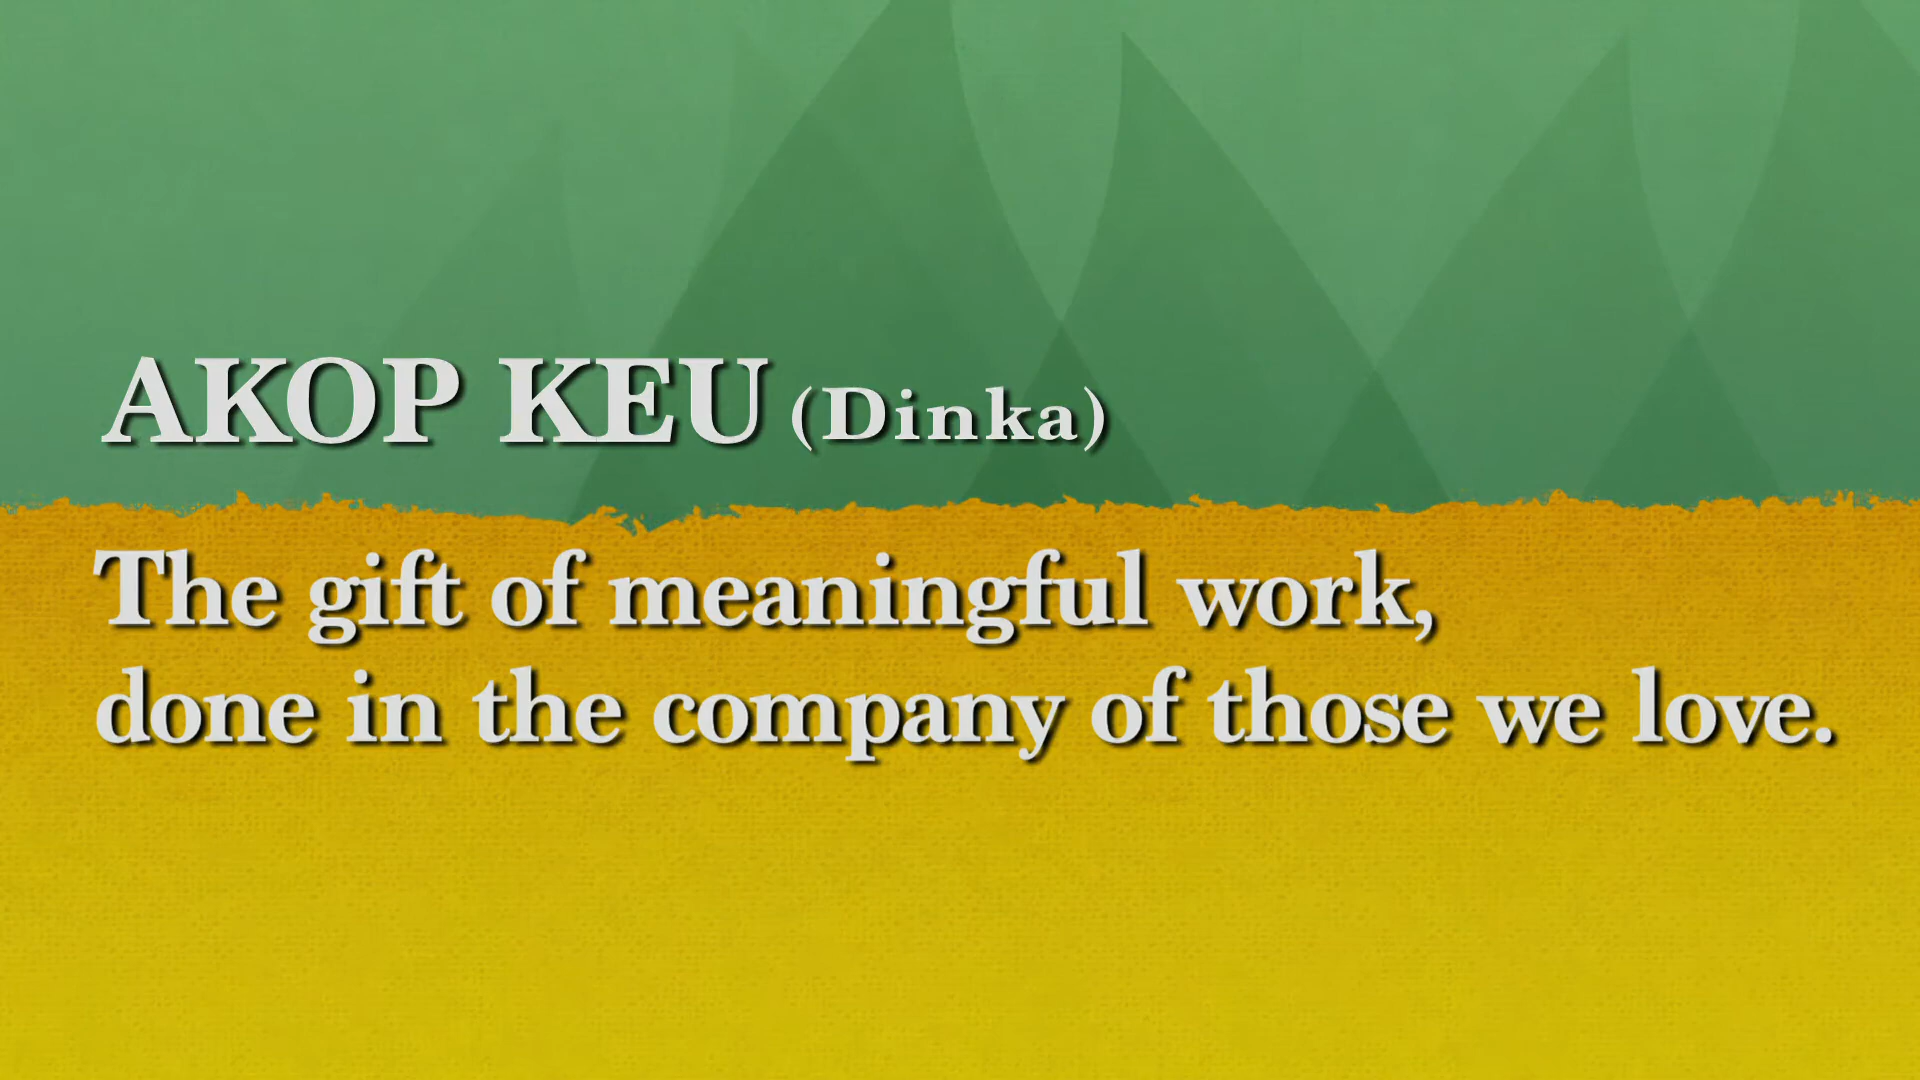 AKOP KEU (Dinka)
The gift of meaningful work,
done in the company of those we love.